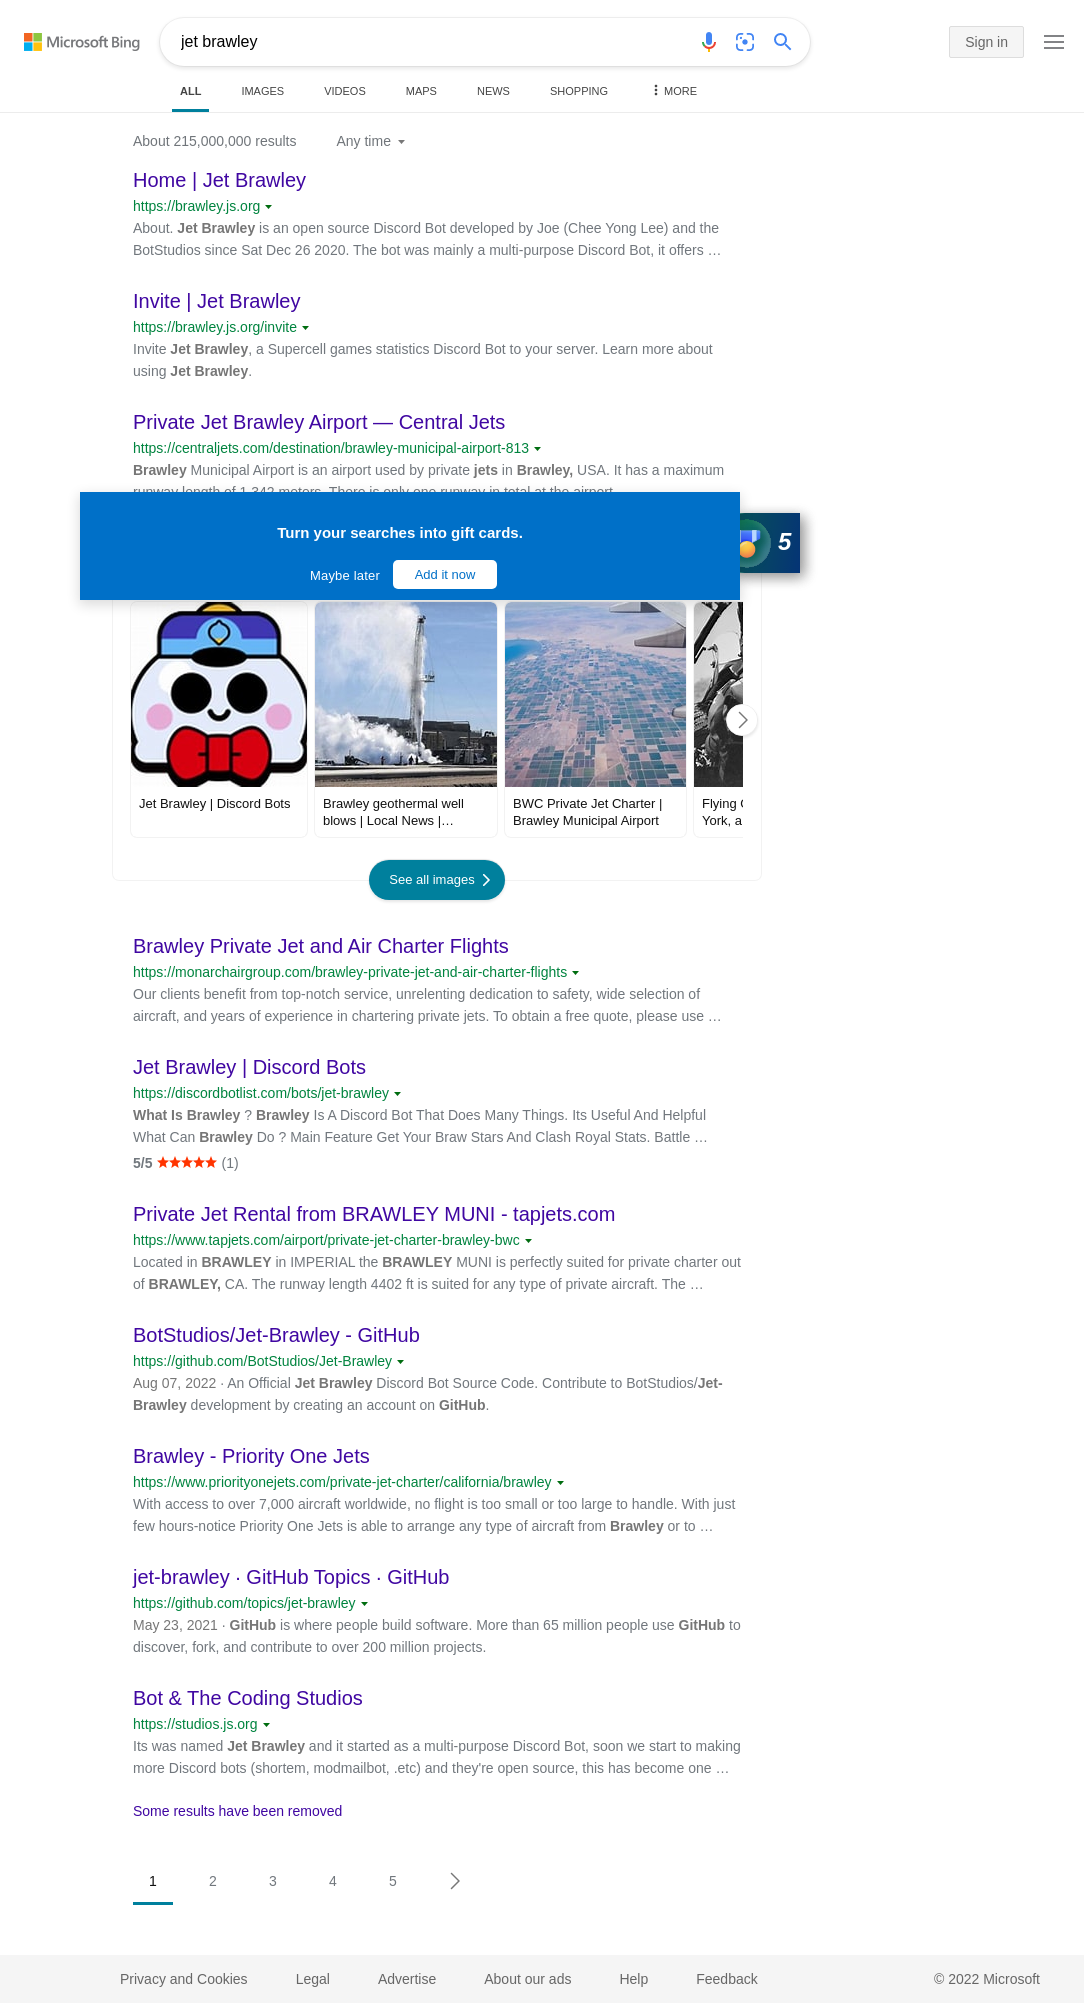 Microsoft Bing
jet brawley
Sign in
ALL
IMAGES
VIDEOS
MAPS
NEWS
SHOPPING
MORE
About 215,000,000 results
Any time
Home | Jet Brawley
https://brawley.js.org
About. Jet Brawley is an open source Discord Bot developed by Joe (Chee Yong Lee) and the
BotStudios since Sat Dec 26 2020. The bot was mainly a multi-purpose Discord Bot, it offers …
Invite | Jet Brawley
https://brawley.js.org/invite
Invite Jet Brawley, a Supercell games statistics Discord Bot to your server. Learn more about
using Jet Brawley.
Private Jet Brawley Airport — Central Jets
https://centraljets.com/destination/brawley-municipal-airport-813
Brawley Municipal Airport is an airport used by private jets in Brawley, USA. It has a maximum
runway length of 1,342 meters. There is only one runway in total at the airport.
Turn your searches into gift cards.
Maybe later
Add it now
5
Jet Brawley | Discord Bots
Brawley geothermal well
blows | Local News |…
BWC Private Jet Charter |
Brawley Municipal Airport
Flying
York, a
See all images
Brawley Private Jet and Air Charter Flights
https://monarchairgroup.com/brawley-private-jet-and-air-charter-flights
Our clients benefit from top-notch service, unrelenting dedication to safety, wide selection of
aircraft, and years of experience in chartering private jets. To obtain a free quote, please use …
Jet Brawley | Discord Bots
https://discordbotlist.com/bots/jet-brawley
What Is Brawley ? Brawley Is A Discord Bot That Does Many Things. Its Useful And Helpful
What Can Brawley Do ? Main Feature Get Your Braw Stars And Clash Royal Stats. Battle …
5/5 ★★★★★ (1)
Private Jet Rental from BRAWLEY MUNI - tapjets.com
https://www.tapjets.com/airport/private-jet-charter-brawley-bwc
Located in BRAWLEY in IMPERIAL the BRAWLEY MUNI is perfectly suited for private charter out
of BRAWLEY, CA. The runway length 4402 ft is suited for any type of private aircraft. The …
BotStudios/Jet-Brawley - GitHub
https://github.com/BotStudios/Jet-Brawley
Aug 07, 2022 · An Official Jet Brawley Discord Bot Source Code. Contribute to BotStudios/Jet-
Brawley development by creating an account on GitHub.
Brawley - Priority One Jets
https://www.priorityonejets.com/private-jet-charter/california/brawley
With access to over 7,000 aircraft worldwide, no flight is too small or too large to handle. With just
few hours-notice Priority One Jets is able to arrange any type of aircraft from Brawley or to …
jet-brawley · GitHub Topics · GitHub
https://github.com/topics/jet-brawley
May 23, 2021 · GitHub is where people build software. More than 65 million people use GitHub to
discover, fork, and contribute to over 200 million projects.
Bot & The Coding Studios
https://studios.js.org
Its was named Jet Brawley and it started as a multi-purpose Discord Bot, soon we start to making
more Discord bots (shortem, modmailbot, .etc) and they're open source, this has become one …
Some results have been removed
1
2
3
4
5
Privacy and Cookies
Legal
Advertise
About our ads
Help
Feedback
© 2022 Microsoft